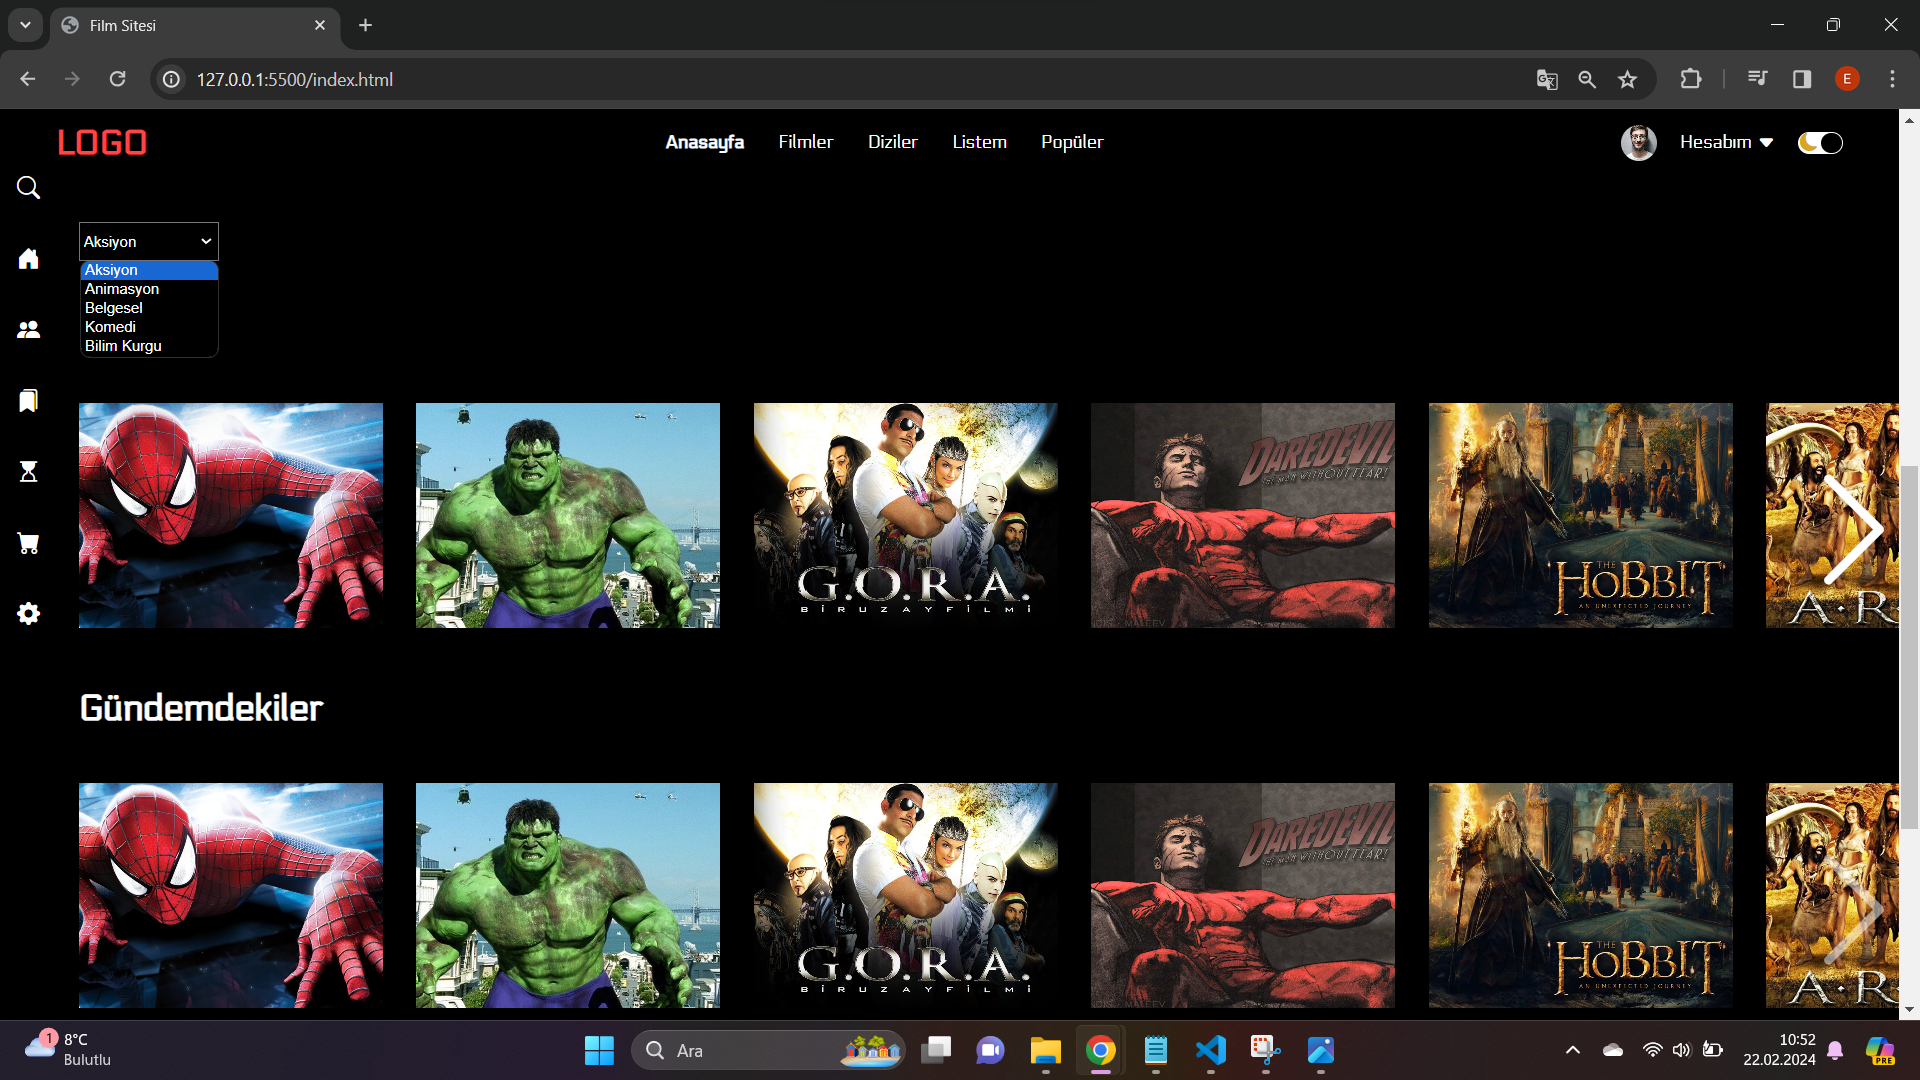 Film Sitesi
127.0.0.1:5500/index.html
E
LOGO
Anasayfa Filmler Diziler Listem Popüler
Hesabım
Aksiyon
Aksiyon
Animasyon
Belgesel
Komedi
Bilim Kurgu
G.O.R.A.
BİR UZAY FİLMİ
DAREDEVIL
THE MAN WITHOUT FEAR!
THE
HOBBIT
AN UNEXPECTED JOURNEY
A·R
Gündemdekiler
G.O.R.A.
BİR UZAY FİLMİ
DAREDEVIL
THE MAN WITHOUT FEAR!
THE
HOBBIT
AN UNEXPECTED JOURNEY
A·R
1
8°C
Bulutlu
Ara
10:52
22.02.2024
PRE